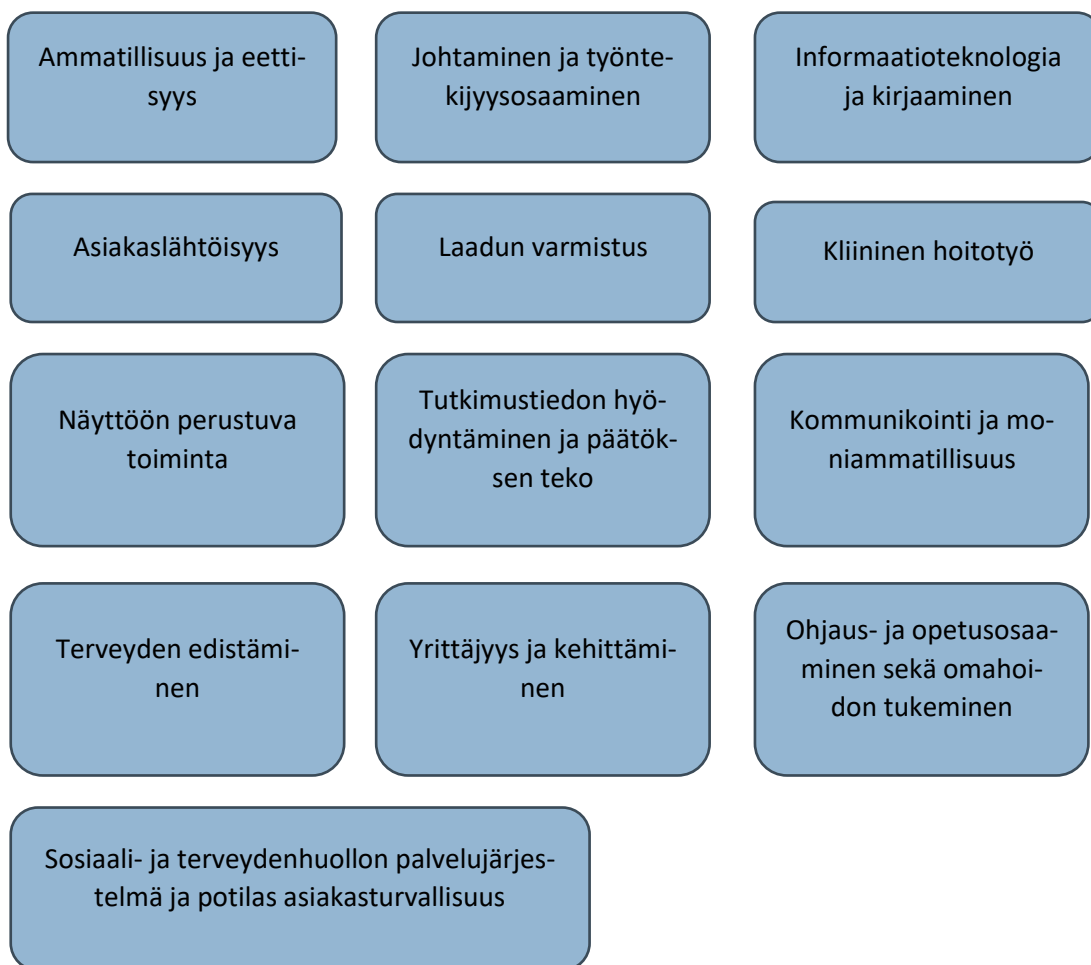 Ammatillisuus ja eetti-
syys
Johtaminen ja työnte-
kijyysosaaminen
Informaatioteknologia
ja kirjaaminen
Asiakaslähtöisyys
Laadun varmistus
Kliininen hoitotyö
Näyttöön perustuva
toiminta
Tutkimustiedon hyö-
dyntäminen ja päätök-
sen teko
Kommunikointi ja mo-
niammatillisuus
Terveyden edistämi-
nen
Yrittäjyys ja kehittämi-
nen
Ohjaus- ja opetusosaa-
minen sekä omahoi-
don tukeminen
Sosiaali- ja terveydenhuollon palvelujärjes-
telmä ja potilas asiakasturvallisuus